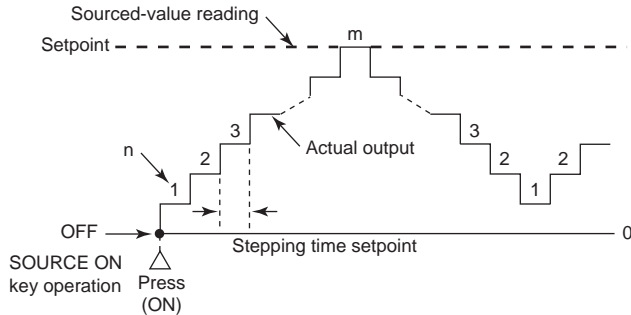 Sourced-value reading
Setpoint
m
3
Actual output
3
n
2
2
2
1
1
OFF
0
Stepping time setpoint
SOURCE ON
key operation
Press
(ON)